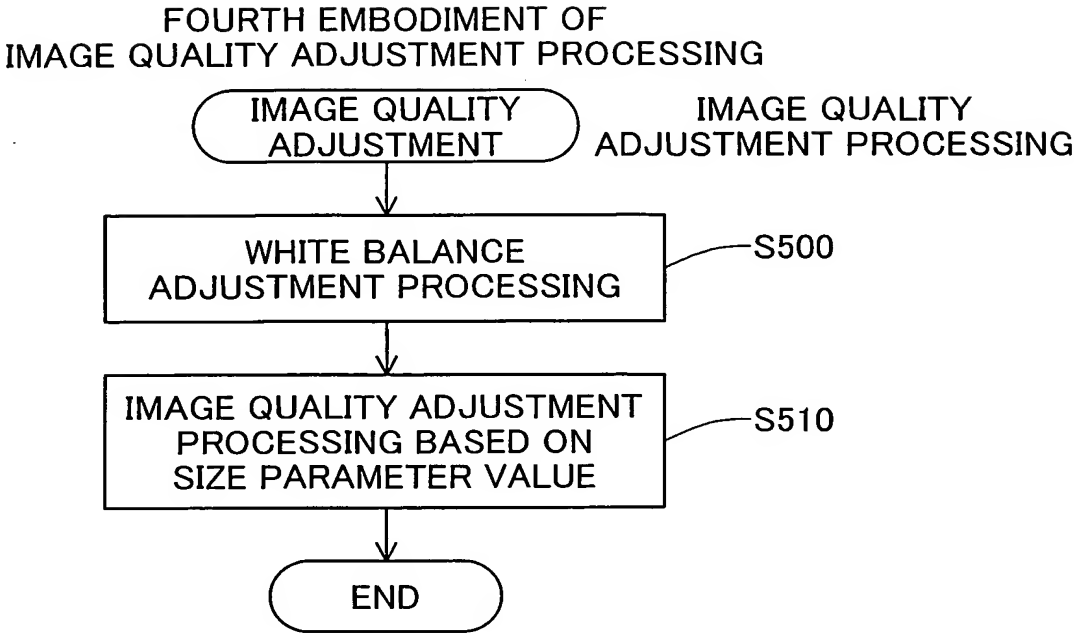 FOURTH EMBODIMENT OF
IMAGE QUALITY ADJUSTMENT PROCESSING
IMAGE QUALITY
ADJUSTMENT
IMAGE QUALITY
ADJUSTMENT PROCESSING
WHITE BALANCE
ADJUSTMENT PROCESSING
S500
IMAGE QUALITY ADJUSTMENT
PROCESSING BASED ON
SIZE PARAMETER VALUE
S510
END